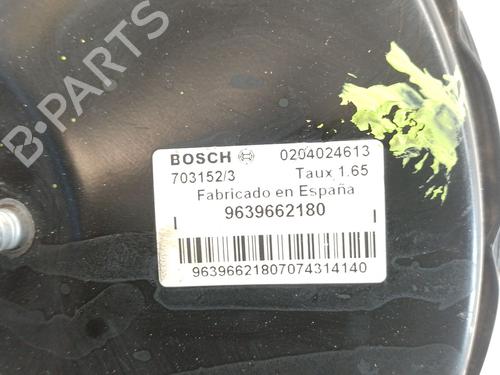 B-PARTS
BOSCH 0204024613
703152/3 Taux 1.65
Fabricado en España
9639662180
96396621807074314140